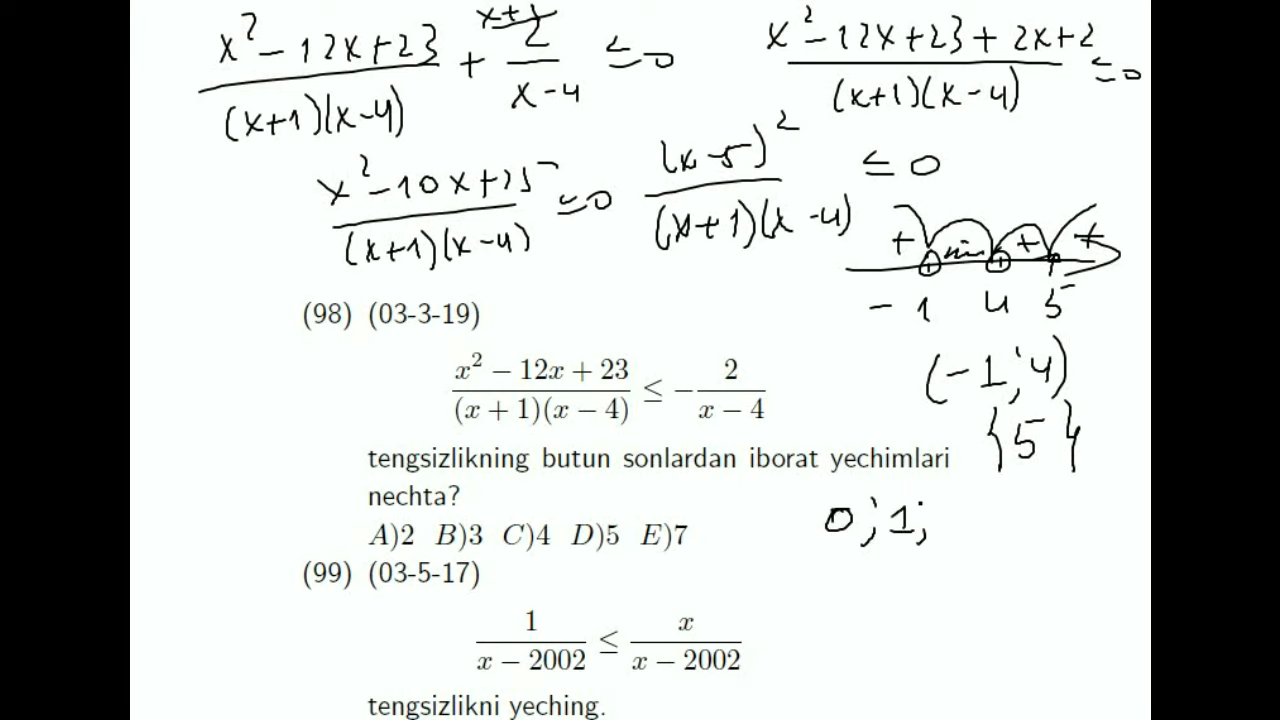 x² - 12x + 23 / (x+1)(x-4) + 2 / x-4 ≤ 0    x² - 12x + 23 + 2x + 2 / (x+1)(x-4) ≤ 0
x² - 10x + 25 / (x+1)(x-4) ≤ 0    (x-5)² / (x+1)(x-4) ≤ 0
+ + +
- 1 4 5
(98) (03-3-19)
x² − 12x + 23 / (x + 1)(x − 4) ≤ − 2 / x − 4
(-1; 4)
{5}
tengsizlikning butun sonlardan iborat yechimlari
nechta?
0; 1;
A)2 B)3 C)4 D)5 E)7
(99) (03-5-17)
1 / x − 2002 ≤ x / x − 2002
tengsizlikni yeching.